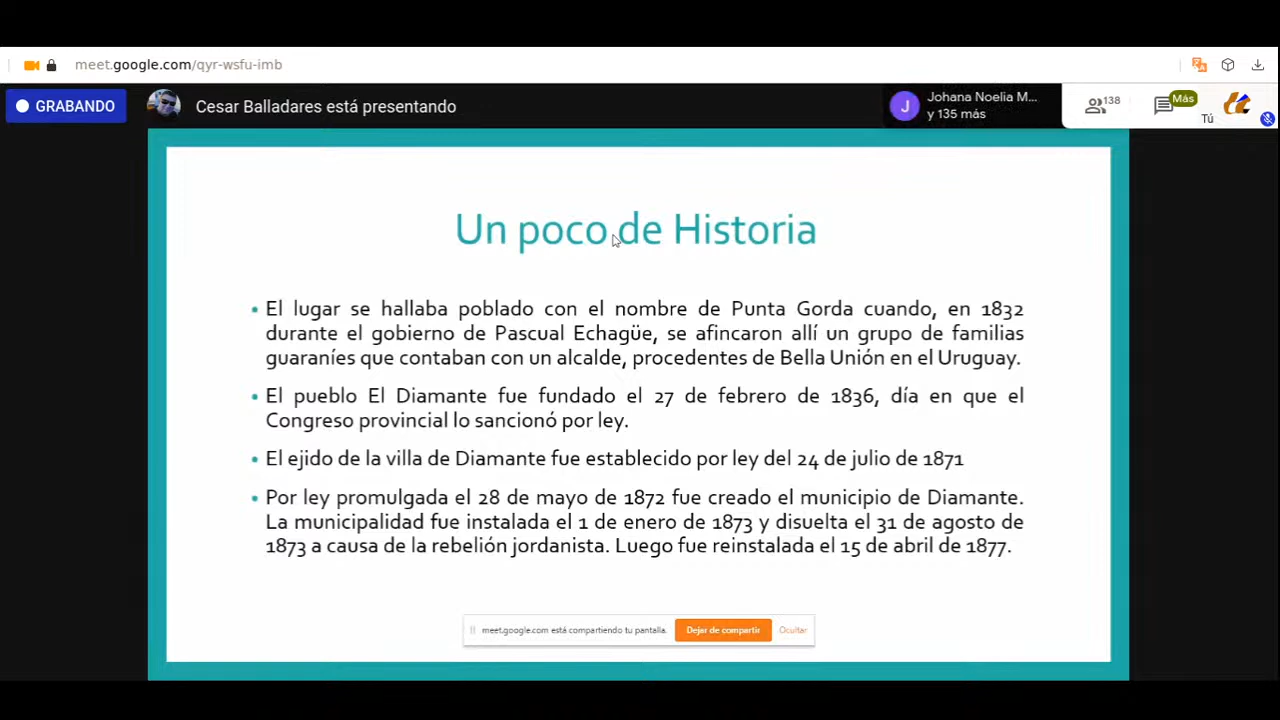 meet.google.com/qyr-wsfu-imb
GRABANDO
Cesar Balladares está presentando
J
Johana Noelia M...
y 135 más
138
Más
Tú
Un poco de Historia
• El lugar se hallaba poblado con el nombre de Punta Gorda cuando, en 1832
durante el gobierno de Pascual Echagüe, se afincaron allí un grupo de familias
guaraníes que contaban con un alcalde, procedentes de Bella Unión en el Uruguay.
• El pueblo El Diamante fue fundado el 27 de febrero de 1836, día en que el
Congreso provincial lo sancionó por ley.
• El ejido de la villa de Diamante fue establecido por ley del 24 de julio de 1871
• Por ley promulgada el 28 de mayo de 1872 fue creado el municipio de Diamante.
La municipalidad fue instalada el 1 de enero de 1873 y disuelta el 31 de agosto de
1873 a causa de la rebelión jordanista. Luego fue reinstalada el 15 de abril de 1877.
meet.google.com está compartiendo tu pantalla.
Dejar de compartir
Ocultar